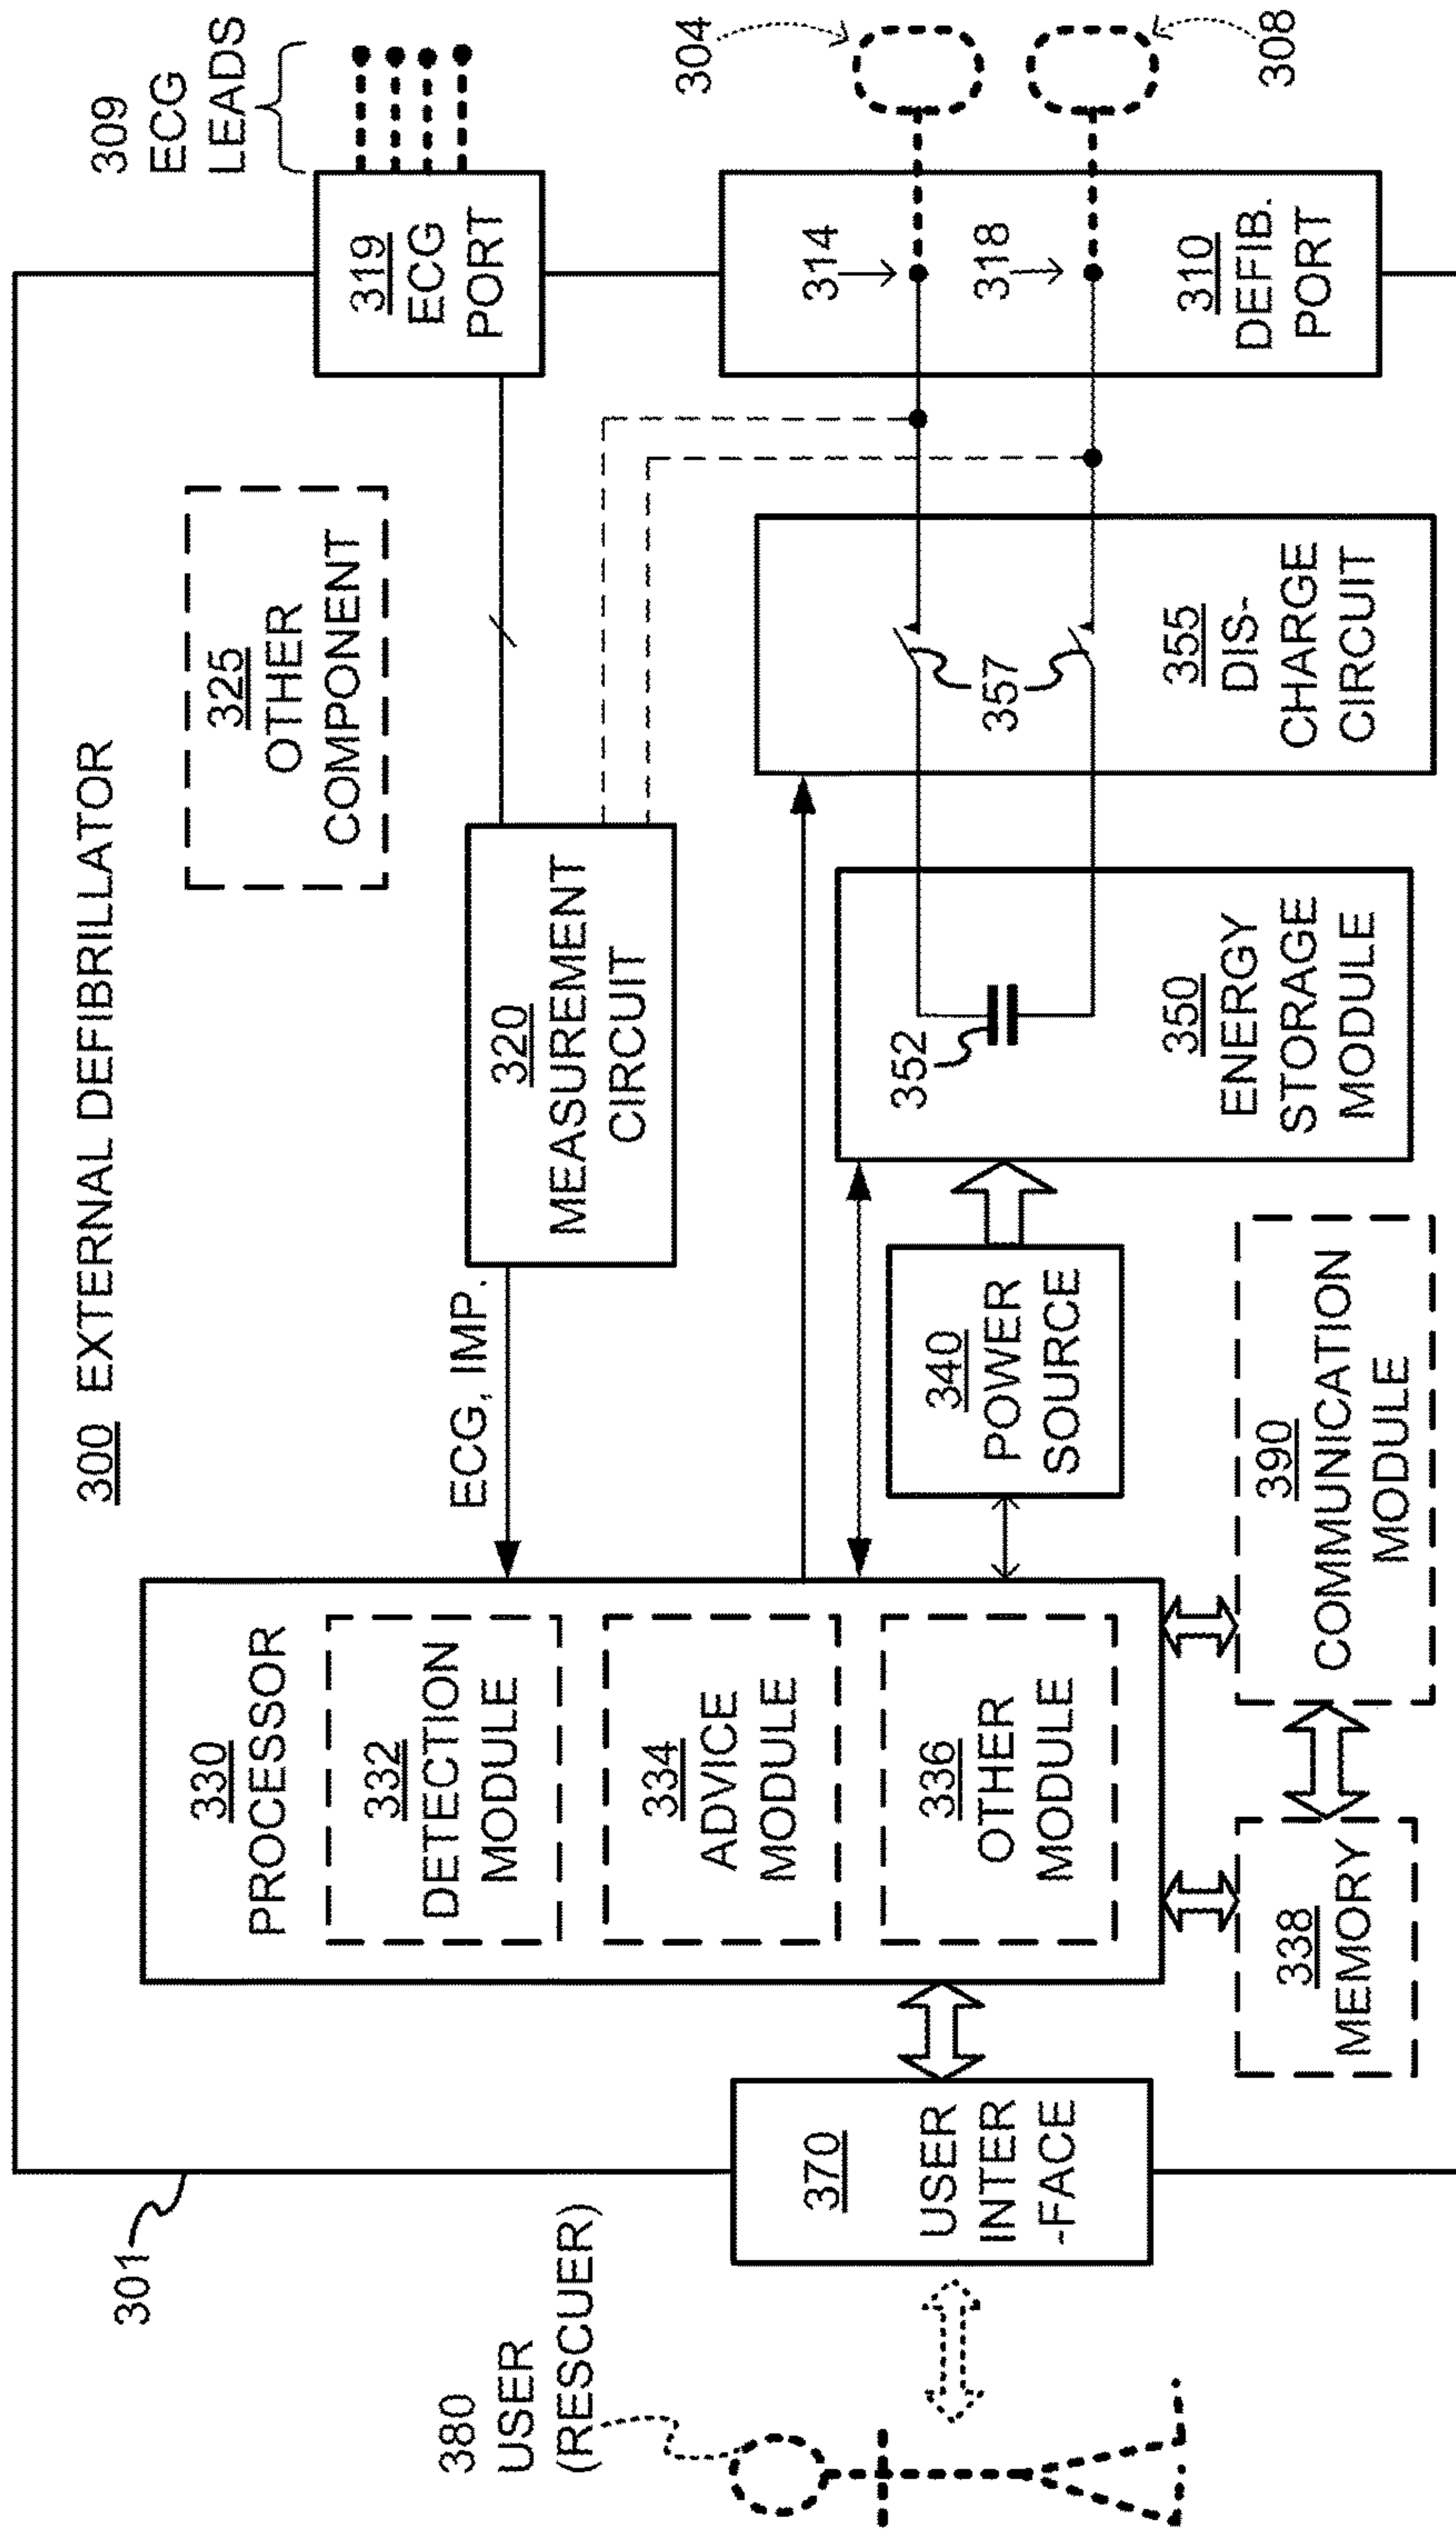 300 EXTERNAL DEFIBRILLATOR
301
380
USER
(RESCUER)
370
USER
INTER
-FACE
330
PROCESSOR
332
DETECTION
MODULE
334
ADVICE
MODULE
336
OTHER
MODULE
338
MEMORY
390
COMMUNICATION
MODULE
ECG, IMP.
320
MEASUREMENT
CIRCUIT
325
OTHER
COMPONENT
340
POWER
SOURCE
352
350
ENERGY
STORAGE
MODULE
357
355
DIS-
CHARGE
CIRCUIT
319
ECG
PORT
309
ECG
LEADS
314
318
310
DEFIB.
PORT
304
308